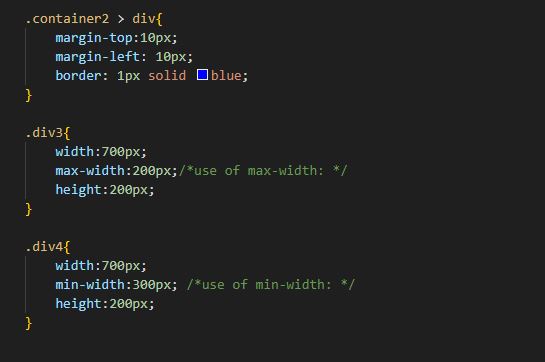 .container2 > div{
margin-top:10px;
margin-left: 10px;
border: 1px solid blue;
}
.div3{
width:700px;
max-width:200px;/*use of max-width: */
height:200px;
}
.div4{
width:700px;
min-width:300px; /*use of min-width: */
height:200px;
}